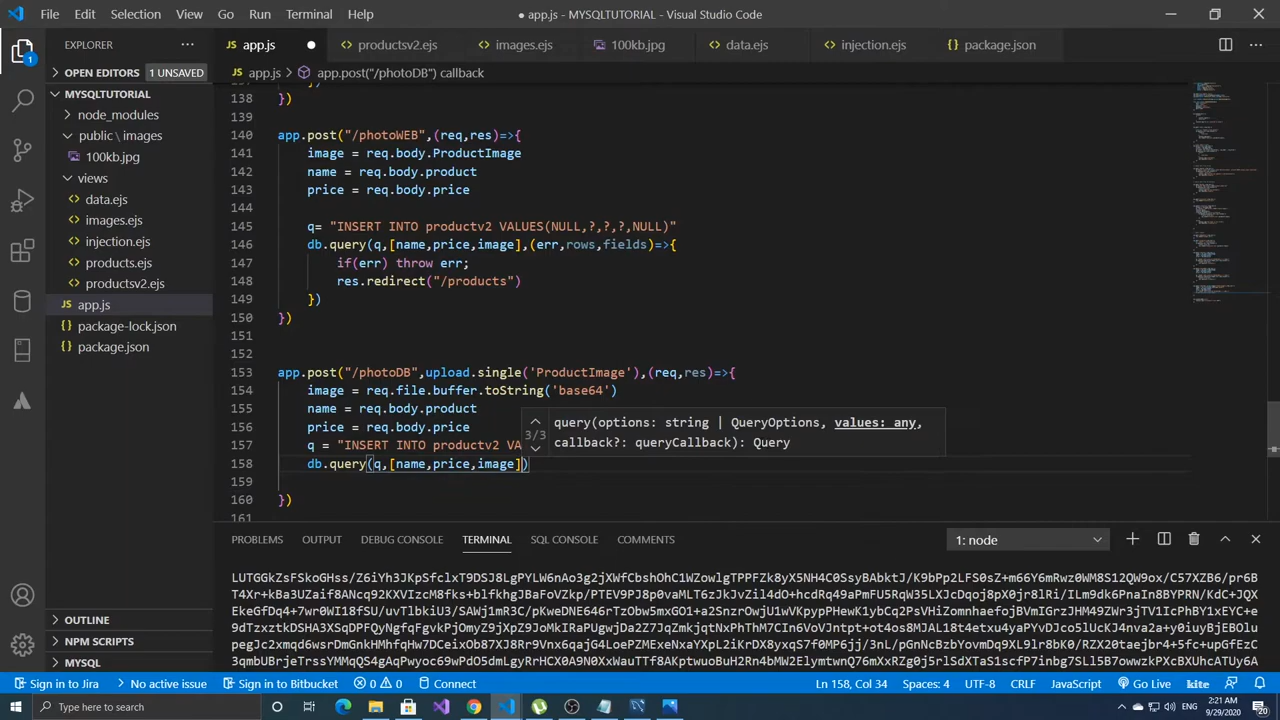 File Edit Selection View Go Run Terminal Help
● app.js - MYSQLTUTORIAL - Visual Studio Code
EXPLORER ···
app.js ●
productsv2.ejs
images.ejs
100kb.jpg
data.ejs
injection.ejs
package.json
OPEN EDITORS 1 UNSAVED
app.js > app.post("/photoDB") callback
MYSQLTUTORIAL
node_modules
public \ images
100kb.jpg
views
data.ejs
images.ejs
injection.ejs
products.ejs
productsv2.ejs
app.js
package-lock.json
package.json
138 })
139
140 app.post("/photoWEB",(req,res)=>{
141 image = req.body.ProductImage
142 name = req.body.product
143 price = req.body.price
144
145 q= "INSERT INTO productv2 VALUES(NULL,?,?,?,NULL)"
146 db.query(q,[name,price,image],(err,rows,fields)=>{
147 if(err) throw err;
148 res.redirect("/products
149 })
150 })
151
152
153 app.post("/photoDB",upload.single('ProductImage'),(req,res)=>{
154 image = req.file.buffer.toString('base64')
155 name = req.body.product
156 price = req.body.price
157 q = "INSERT INTO productv2 VA
158 db.query(q,[name,price,image])
159
160 })
161
3/3
query(options: string | QueryOptions, values: any,
callback?: queryCallback): Query
OUTLINE
NPM SCRIPTS
MYSQL
PROBLEMS OUTPUT DEBUG CONSOLE TERMINAL SQL CONSOLE COMMENTS
1: node
Sign in to Jira
No active issue
Sign in to Bitbucket
0 0
Connect
Ln 158, Col 34
Spaces: 4
UTF-8
CRLF
JavaScript
Go Live
kite
Type here to search
ENG
2:21 AM
9/29/2020
20